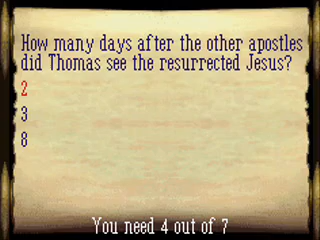 How many days after the other apostles
did Thomas see the resurrected Jesus?
2
3
8
You need 4 out of 7